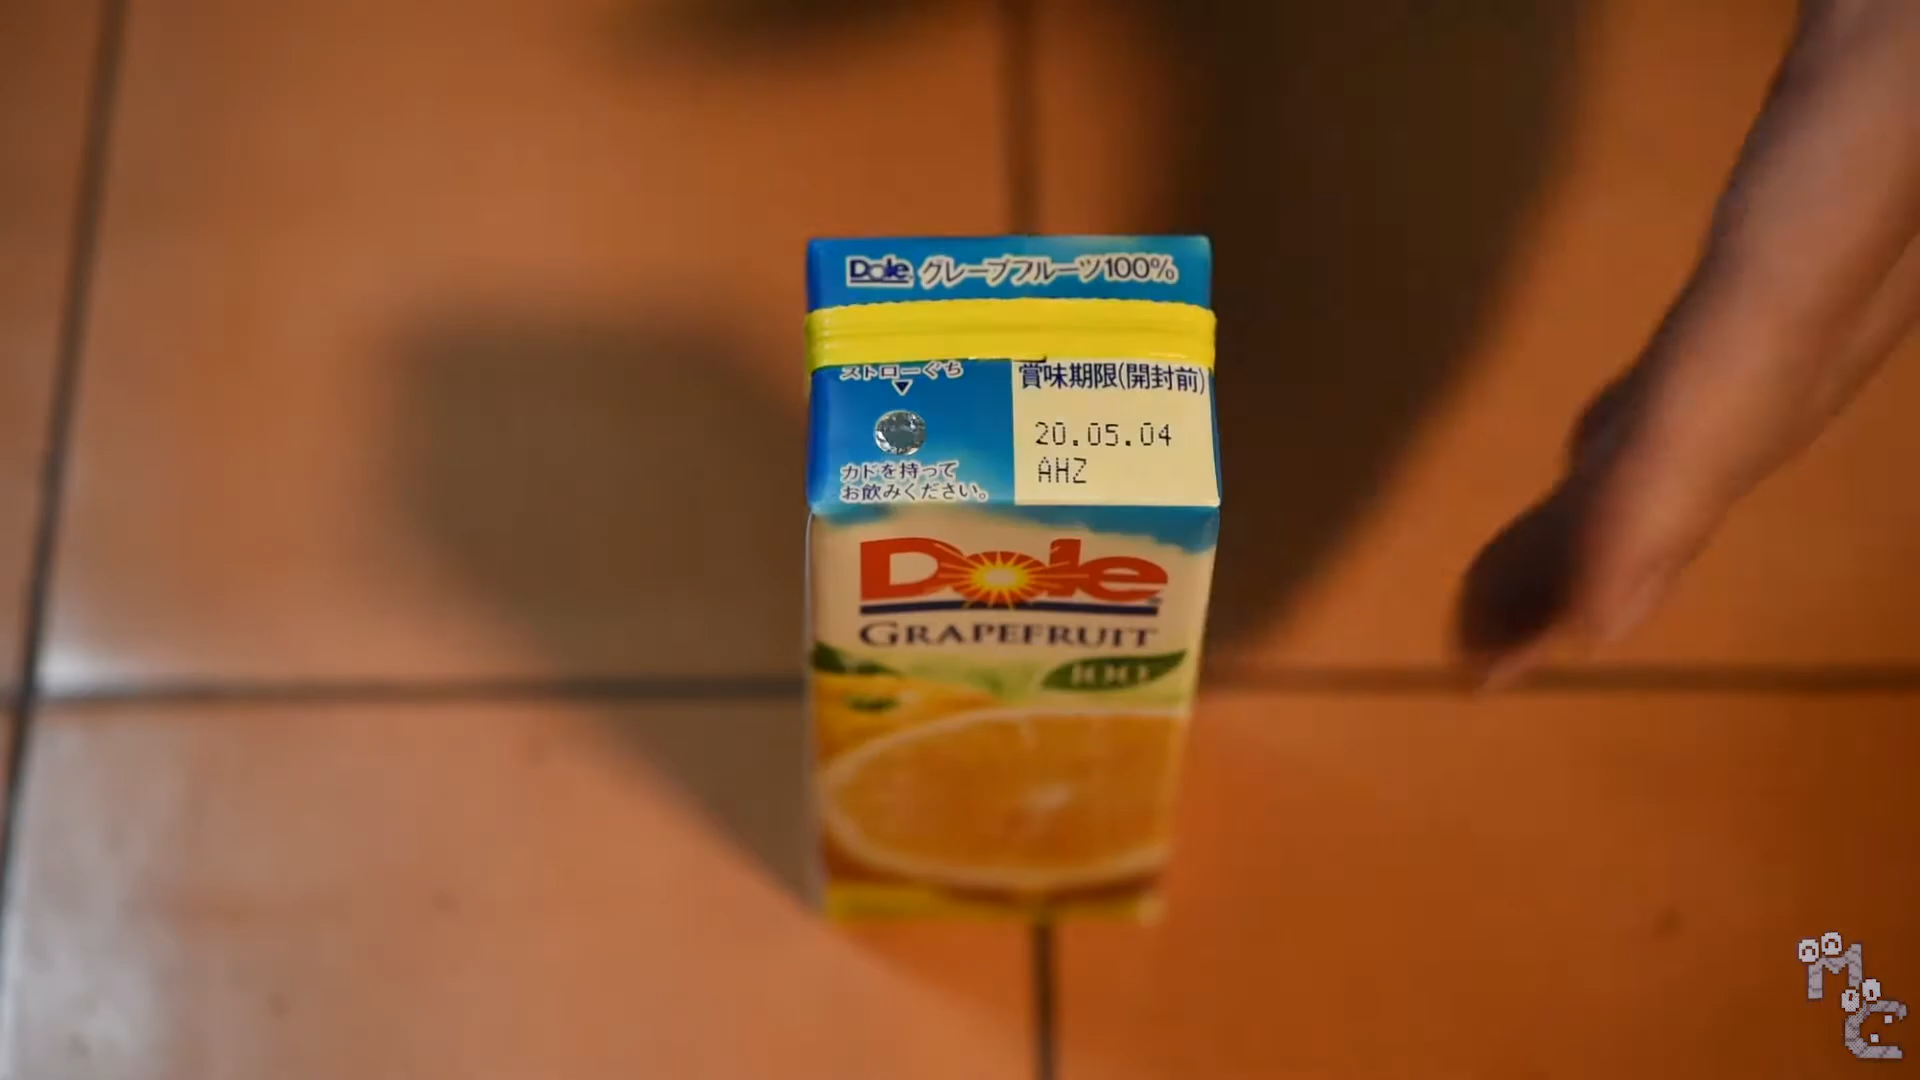 Dole グレープフルーツ100%
ストローぐち
賞味期限(開封前)
20.05.04
AHZ
カドを持って
お飲みください。
Dole
GRAPEFRUIT
100
MC